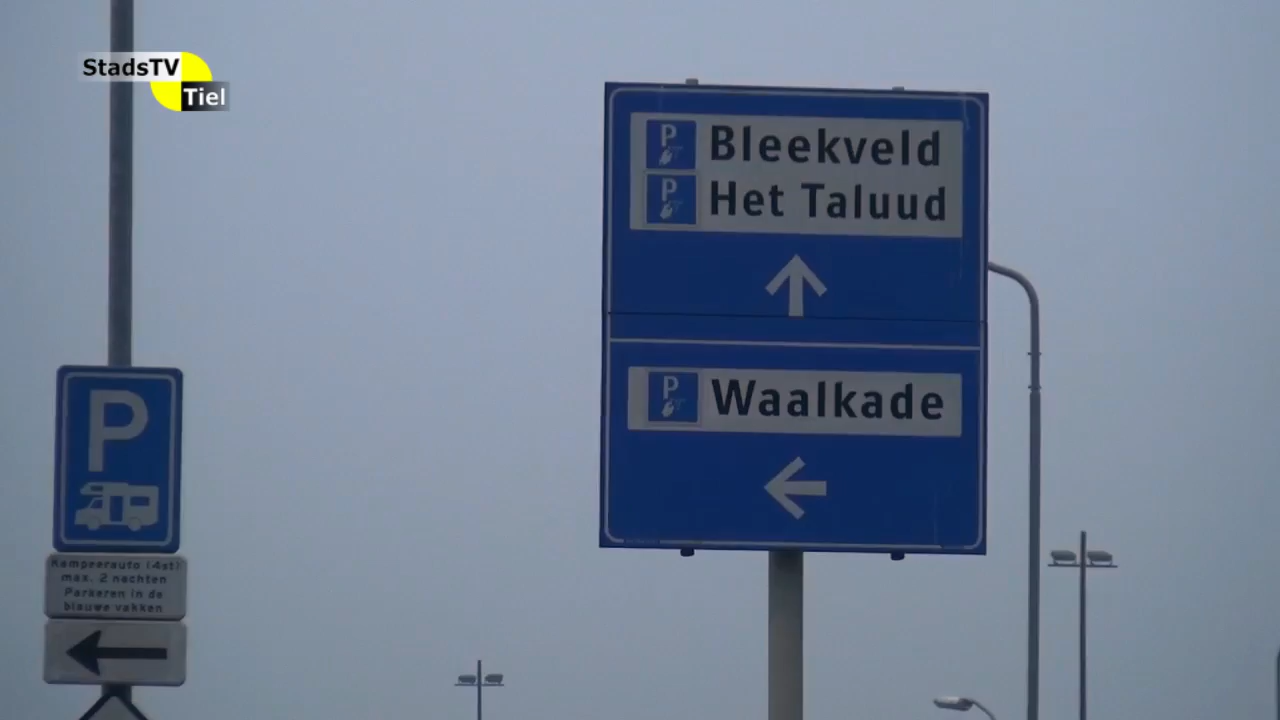 StadsTV
Tiel
P Bleekveld
P Het Taluud
P Waalkade
P
Kampeerauto (4st)
max. 2 nachten
Parkeren in de
blauwe vakken